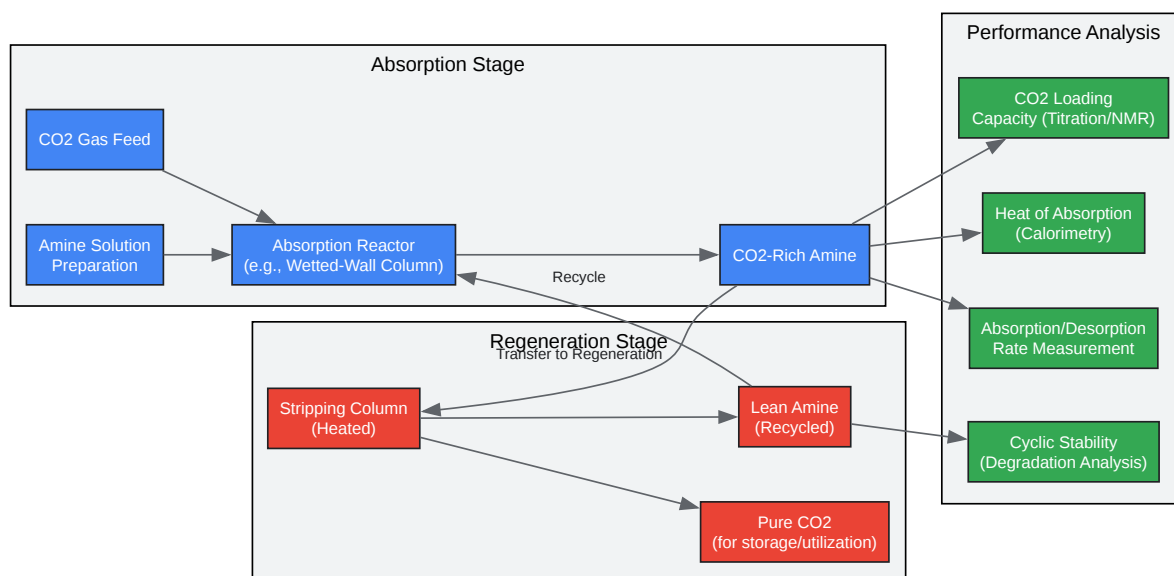 Performance Analysis
Absorption Stage
CO2 Loading
Capacity (Titration/NMR)
CO2 Gas Feed
Amine Solution
Preparation
Absorption Reactor
(e.g., Wetted-Wall Column)
CO2-Rich Amine
Heat of Absorption
(Calorimetry)
Recycle
Absorption/Desorption
Rate Measurement
Regeneration Stage
Transfer to Regeneration
Stripping Column
(Heated)
Lean Amine
(Recycled)
Cyclic Stability
(Degradation Analysis)
Pure CO2
(for storage/utilization)